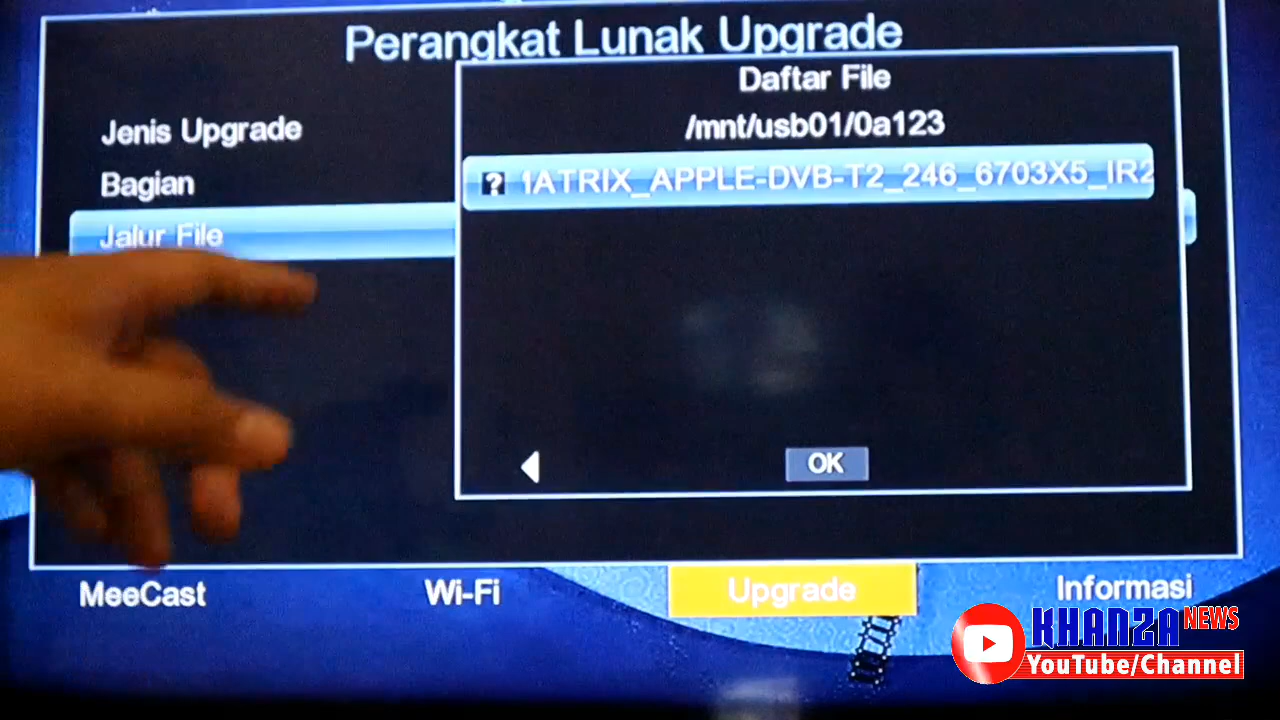 Perangkat Lunak Upgrade
Daftar File
/mnt/usb01/0a123
Jenis Upgrade
Bagian
Jalur File
? 1ATRIX_APPLE-DVB-T2_246_6703X5_IR2
OK
MeeCast
Wi-Fi
Upgrade
Informasi
KHANZA NEWS
YouTube/Channel